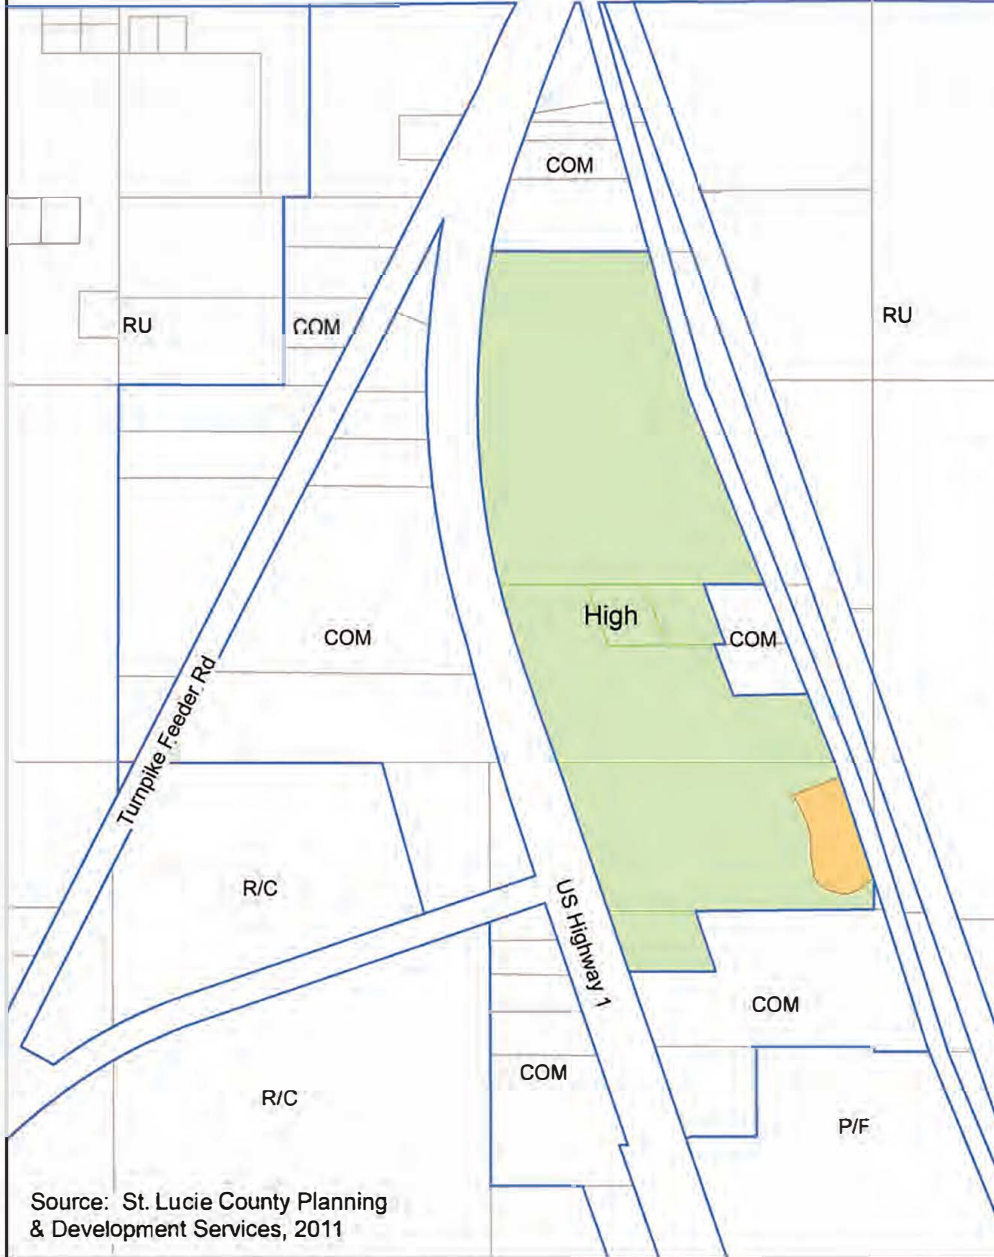 COM
RU
COM
RU
High
COM
COM
Turnpike Feeder Rd
R/C
US Highway 1
COM
COM
R/C
P/F
Source: St. Lucie County Planning
& Development Services, 2011